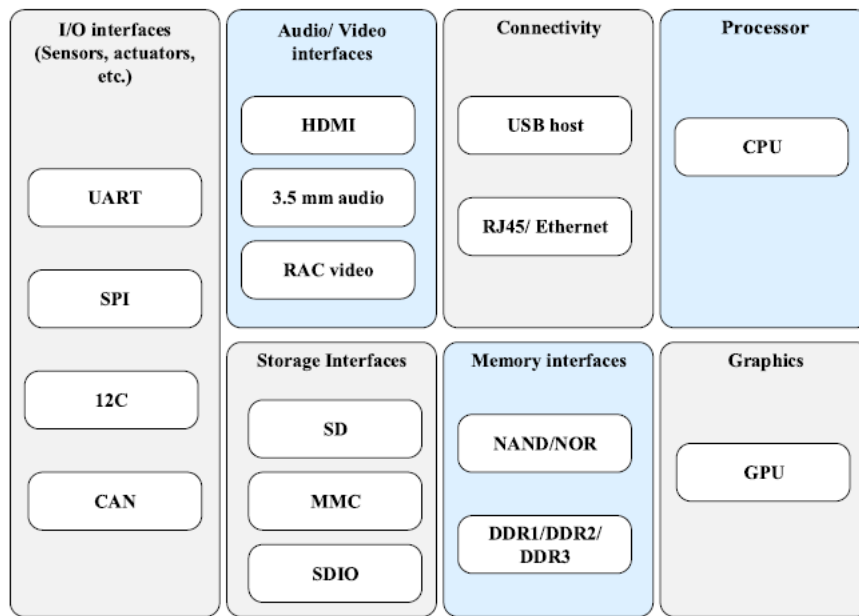 I/O interfaces
(Sensors, actuators,
etc.)
UART
SPI
12C
CAN
Audio/ Video
interfaces
HDMI
3.5 mm audio
RAC video
Connectivity
USB host
RJ45/ Ethernet
Processor
CPU
Storage Interfaces
SD
MMC
SDIO
Memory interfaces
NAND/NOR
DDR1/DDR2/
DDR3
Graphics
GPU